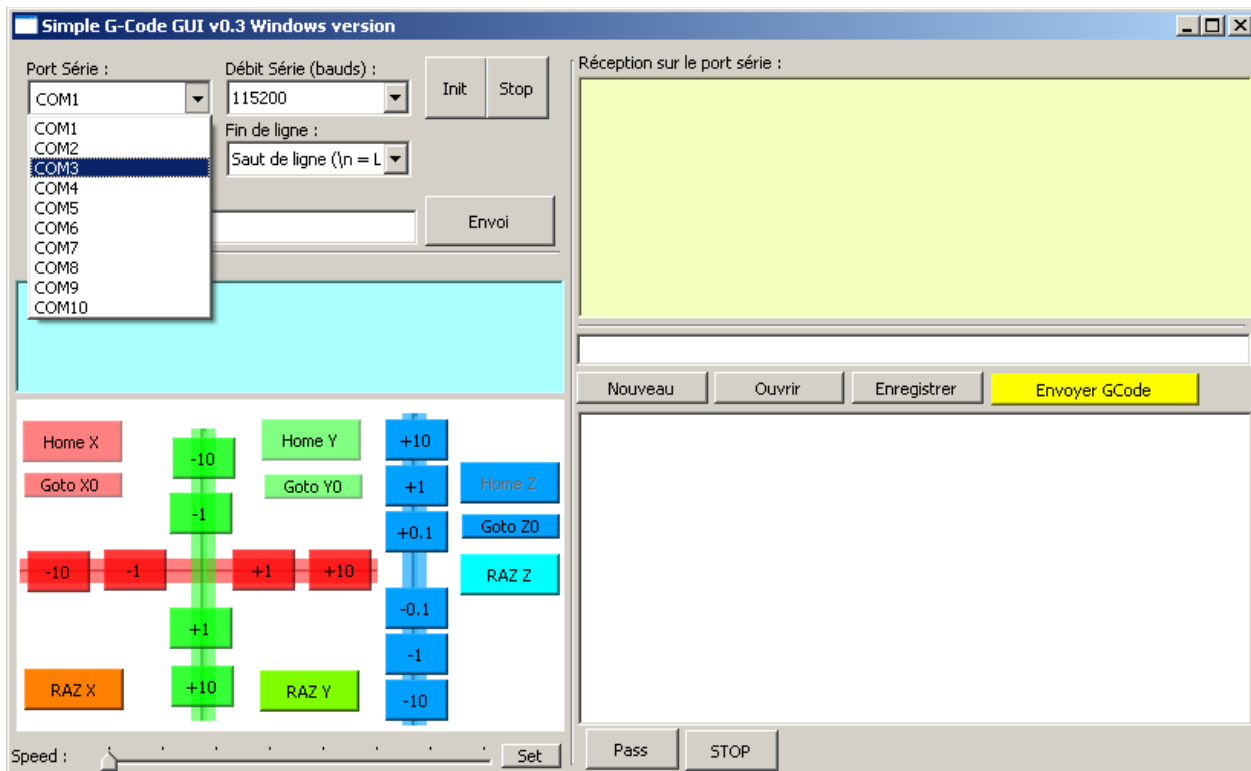 Simple G-Code GUI v0.3 Windows version
Port Série :
Débit Série (bauds) :
Init
Stop
COM1
115200
COM1
COM2
COM3
COM4
COM5
COM6
COM7
COM8
COM9
COM10
Fin de ligne :
Saut de ligne (\n = L
Envoi
Réception sur le port série :
Nouveau
Ouvrir
Enregistrer
Envoyer GCode
Home X
Goto X0
-10
-1
Home Y
Goto Y0
+10
+1
+0.1
Home Z
Goto Z0
RAZ Z
-10
-1
+1
+10
+1
+10
-0.1
-1
-10
RAZ X
RAZ Y
Speed :
Set
Pass
STOP